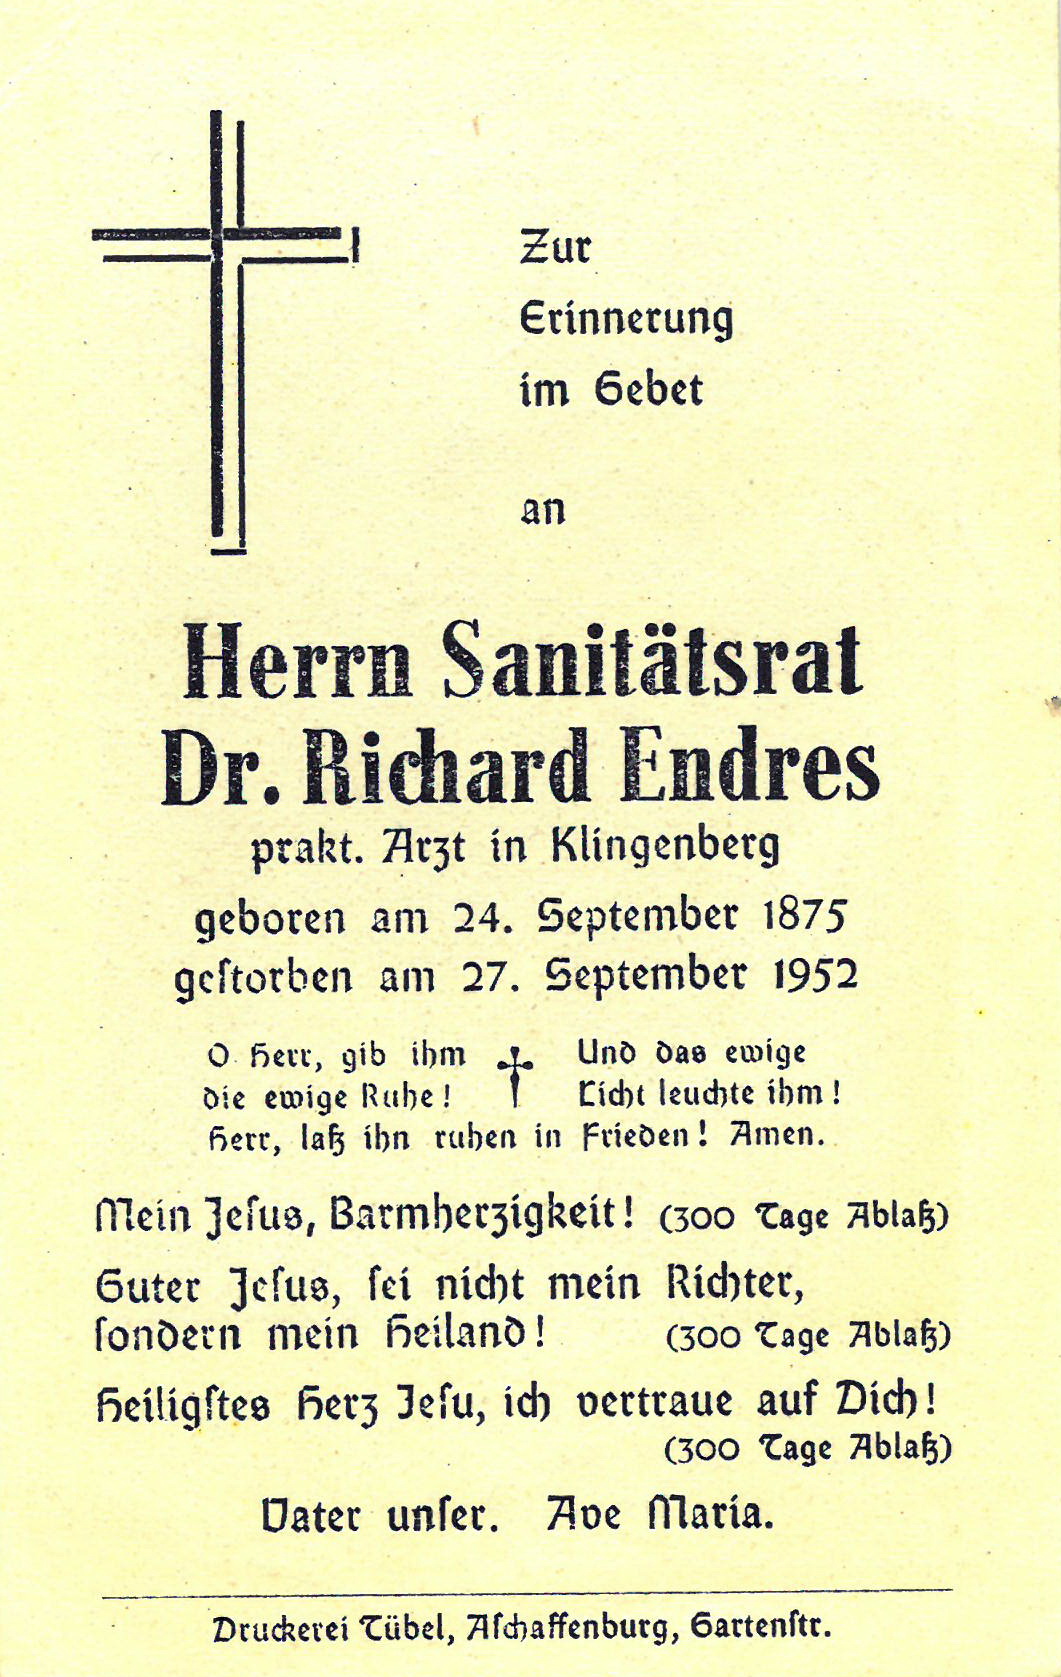 Zur
Erinnerung
im Gebet
an
Herrn Sanitätsrat
Dr. Richard Endres
prakt. Arzt in Klingenberg
geboren am 24. September 1875
geſtorben am 27. September 1952
O Herr, gib ihm † Und das ewige
die ewige Ruhe! Licht leuchte ihm!
Herr, laß ihn ruhen in Frieden! Amen.
Mein Jeſus, Barmherzigkeit! (300 Tage Ablaß)
Guter Jeſus, ſei nicht mein Richter,
ſondern mein Heiland! (300 Tage Ablaß)
Heiligſtes Herz Jeſu, ich vertraue auf Dich!
(300 Tage Ablaß)
Vater unſer. Ave Maria.
Druckerei Tübel, Aſchaffenburg, Gartenſtr.